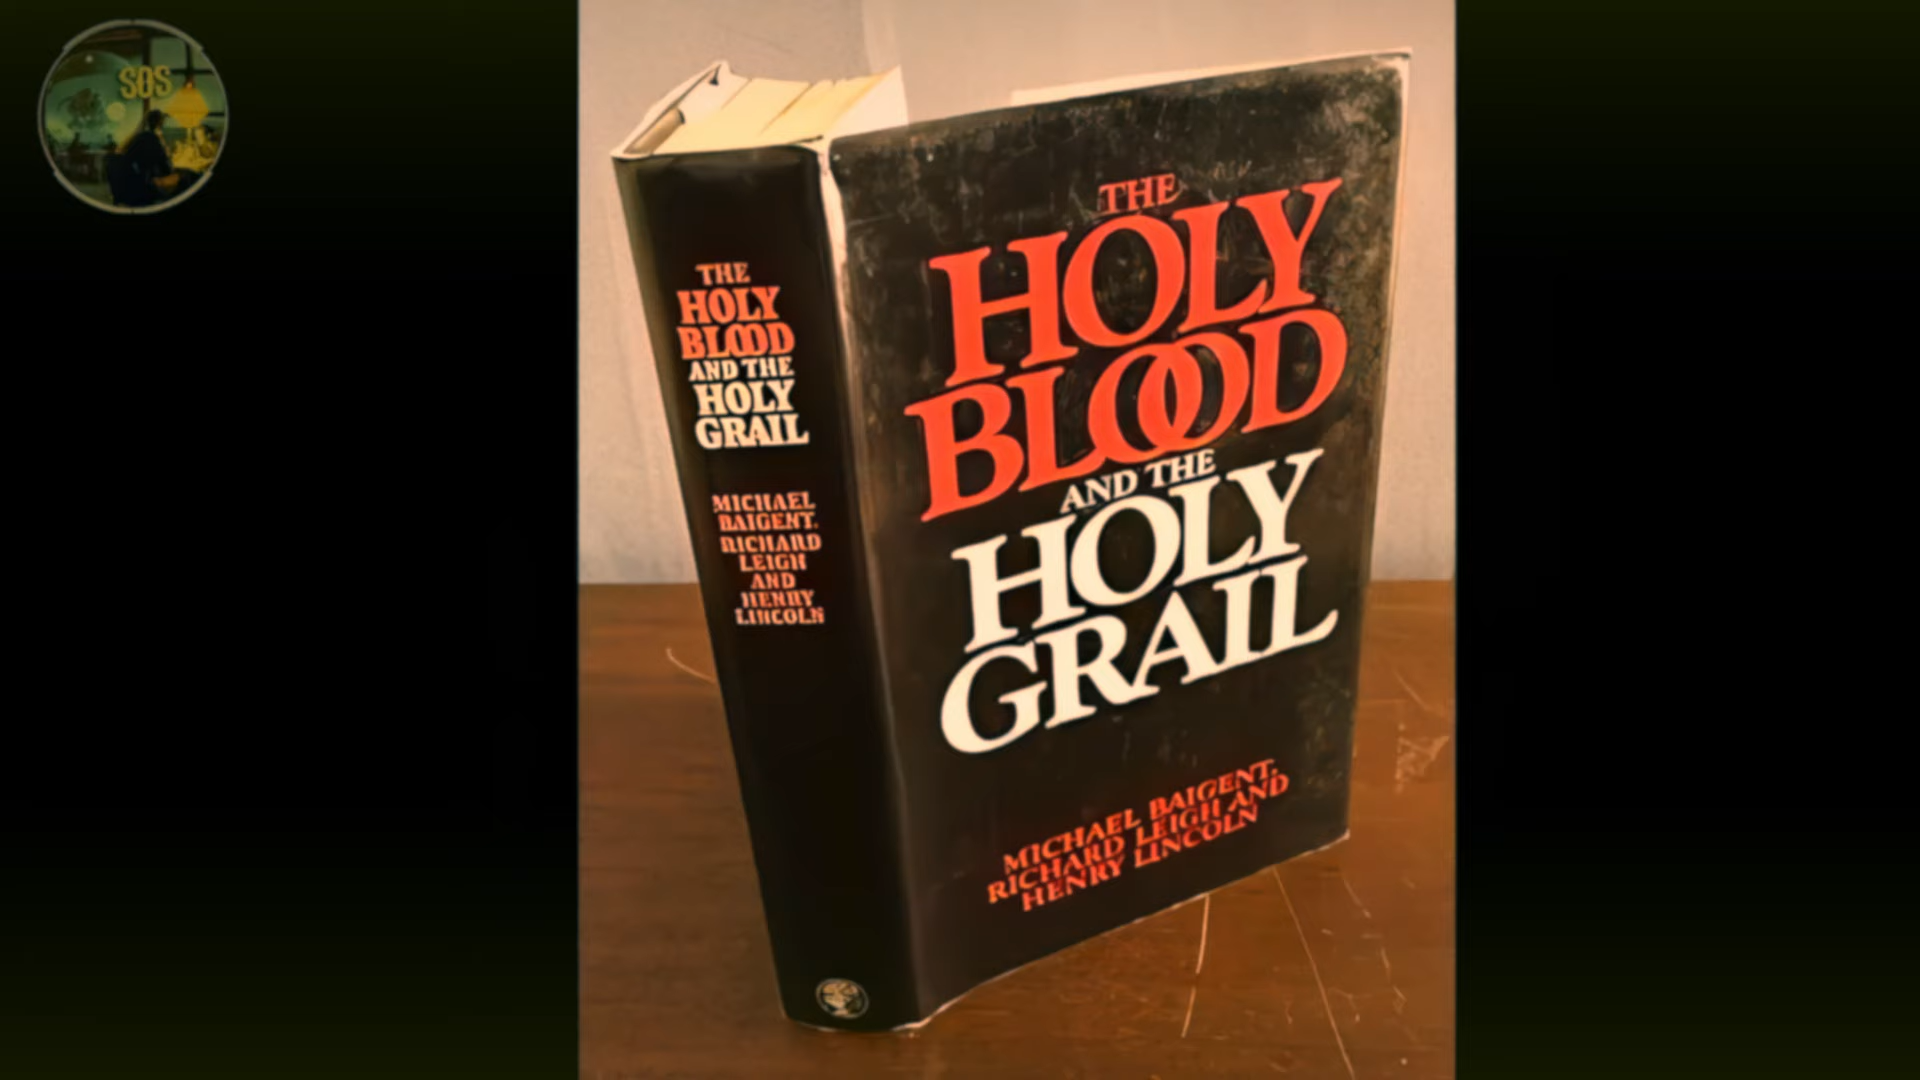 SOS
THE
HOLY
BLOOD
AND THE
HOLY
GRAIL
MICHAEL
BAIGENT,
RICHARD
LEIGH
AND
HENRY
LINCOLN
THE
HOLY
BLOOD
AND THE
HOLY
GRAIL
MICHAEL BAIGENT,
RICHARD LEIGH AND
HENRY LINCOLN